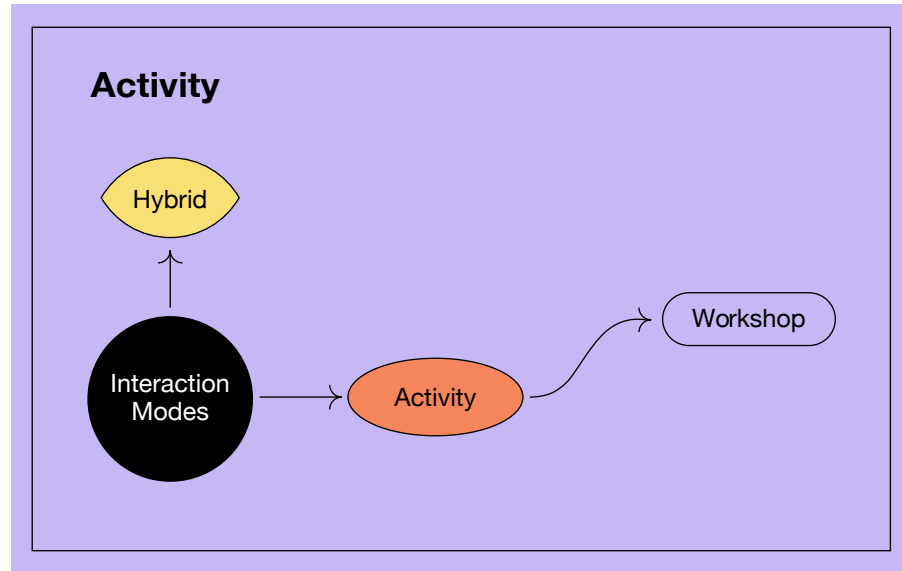 Activity
Hybrid
Interaction
Modes
Activity
Workshop